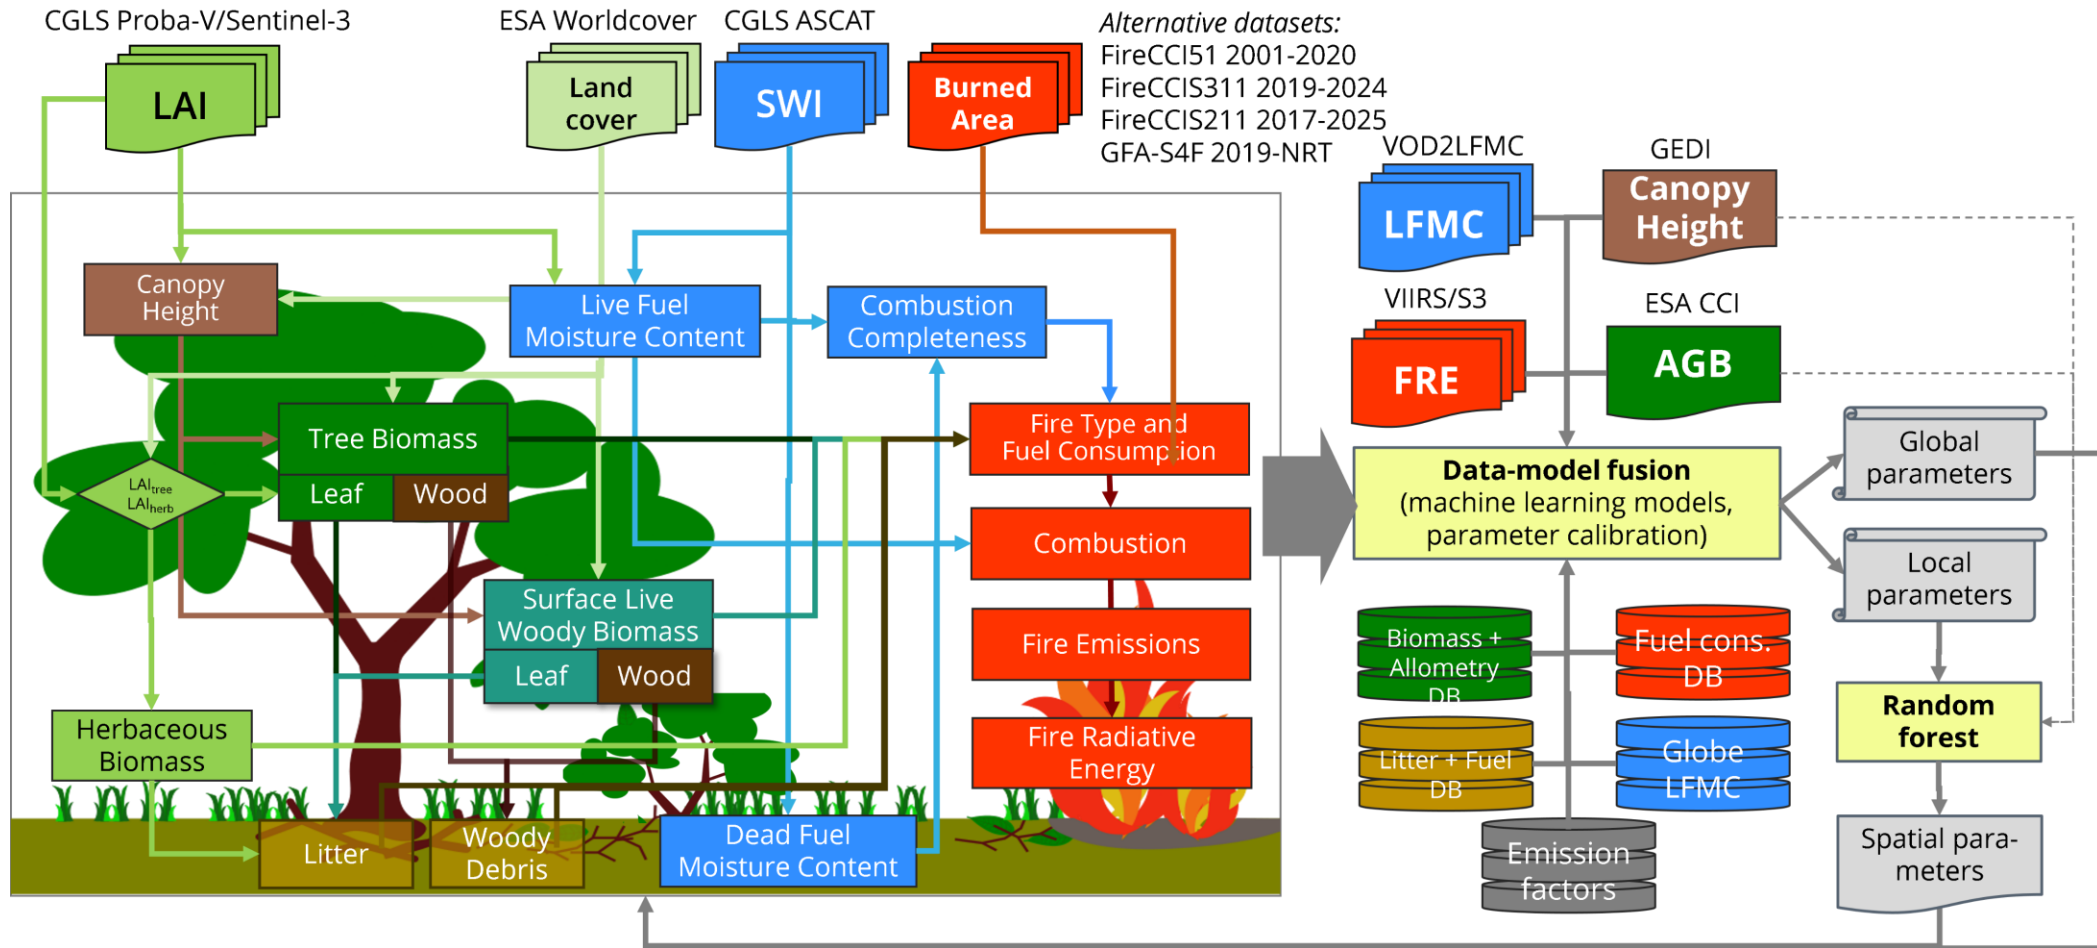 CGLS Proba-V/Sentinel-3
ESA Worldcover
CGLS ASCAT
Alternative datasets:
FireCCI51 2001-2020
FireCCIS311 2019-2024
FireCCIS211 2017-2025
GFA-S4F 2019-NRT
LAI
Land
cover
SWI
Burned
Area
VOD2LFMC
GEDI
LFMC
Canopy
Height
VIIRS/S3
ESA CCI
FRE
AGB
Canopy
Height
Live Fuel
Moisture Content
Combustion
Completeness
Tree Biomass
Leaf
Wood
LAItree
LAIherb
Fire Type and
Fuel Consumption
Combustion
Surface Live
Woody Biomass
Leaf
Wood
Fire Emissions
Herbaceous
Biomass
Fire Radiative
Energy
Litter
Woody
Debris
Dead Fuel
Moisture Content
Data-model fusion
(machine learning models,
parameter calibration)
Global
parameters
Local
parameters
Biomass +
Allometry
DB
Fuel cons.
DB
Litter + Fuel
DB
Globe
LFMC
Emission
factors
Random
forest
Spatial para-
meters